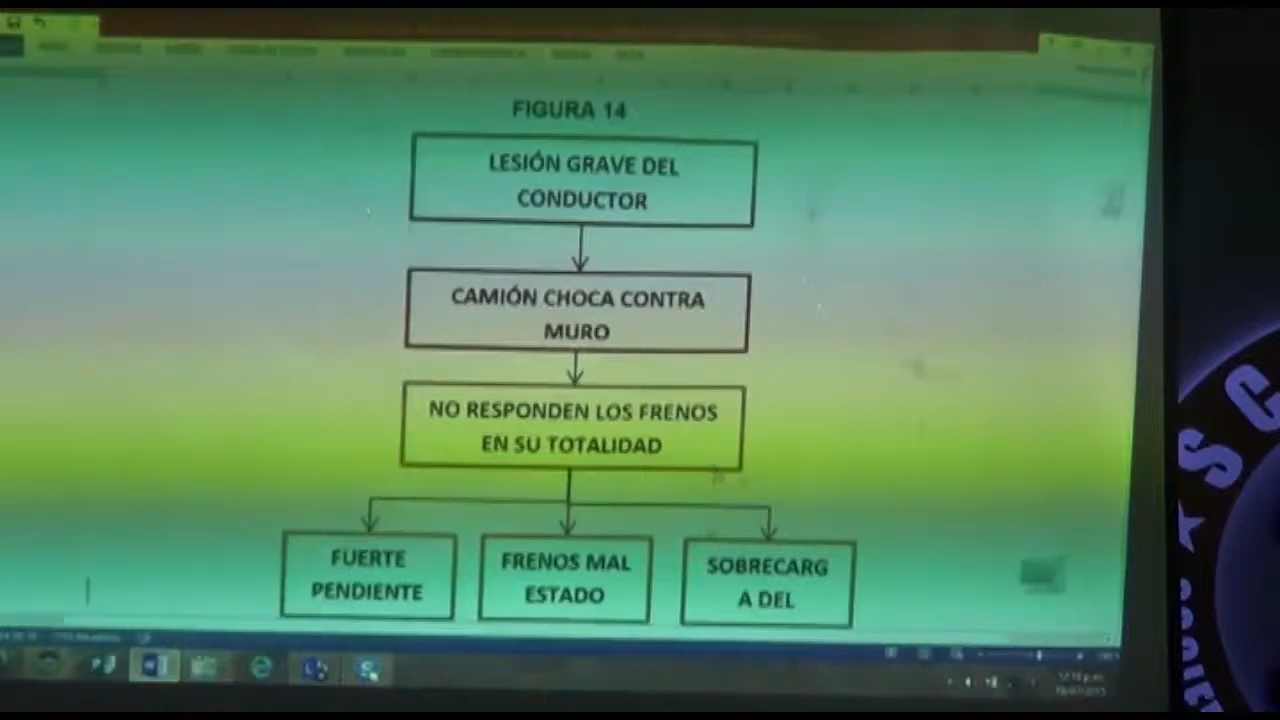 FIGURA 14
LESIÓN GRAVE DEL
CONDUCTOR
CAMIÓN CHOCA CONTRA
MURO
NO RESPONDEN LOS FRENOS
EN SU TOTALIDAD
FUERTE
PENDIENTE
FRENOS MAL
ESTADO
SOBRECARG
A DEL